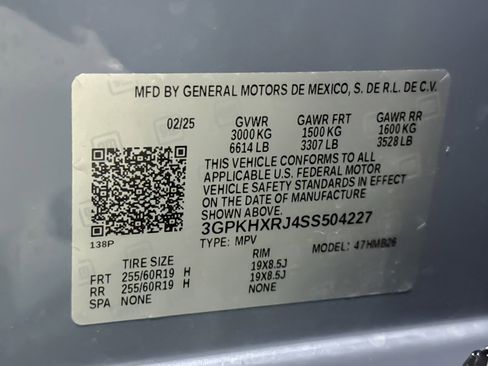 MFD BY GENERAL MOTORS DE MEXICO, S. DE R.L. DE C.V.
02/25 GVWR GAWR FRT GAWR RR
3000 KG 1500 KG 1600 KG
6614 LB 3307 LB 3528 LB
THIS VEHICLE CONFORMS TO ALL
APPLICABLE U.S. FEDERAL MOTOR
VEHICLE SAFETY STANDARDS IN EFFECT
ON THE DATE OF MANUFACTURE
SHOWN ABOVE.
3GPKHXRJ4SS504227
138P TYPE: MPV MODEL: 47HMB26
TIRE SIZE RIM
FRT 255/60R19 H 19X8.5J
RR 255/60R19 H 19X8.5J
SPA NONE NONE